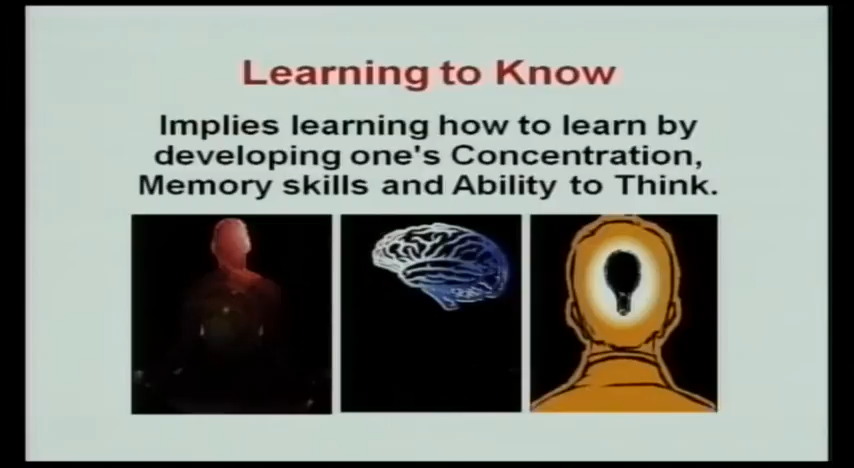 Learning to Know
Implies learning how to learn by
developing one's Concentration,
Memory skills and Ability to Think.